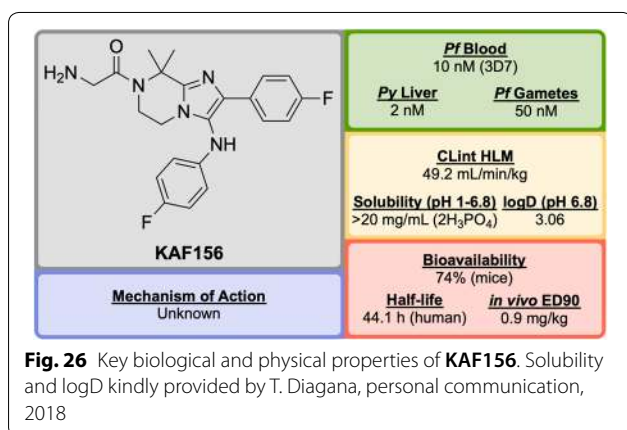 H₂N
O
N
N
N
F
NH
F
KAF156
Mechanism of Action
Unknown
Pf Blood
10 nM (3D7)
Py Liver Pf Gametes
2 nM 50 nM
CLint HLM
49.2 mL/min/kg
Solubility (pH 1-6.8) logD (pH 6.8)
>20 mg/mL (2H₃PO₄) 3.06
Bioavailability
74% (mice)
Half-life in vivo ED90
44.1 h (human) 0.9 mg/kg
Fig. 26 Key biological and physical properties of KAF156. Solubility
and logD kindly provided by T. Diagana, personal communication,
2018